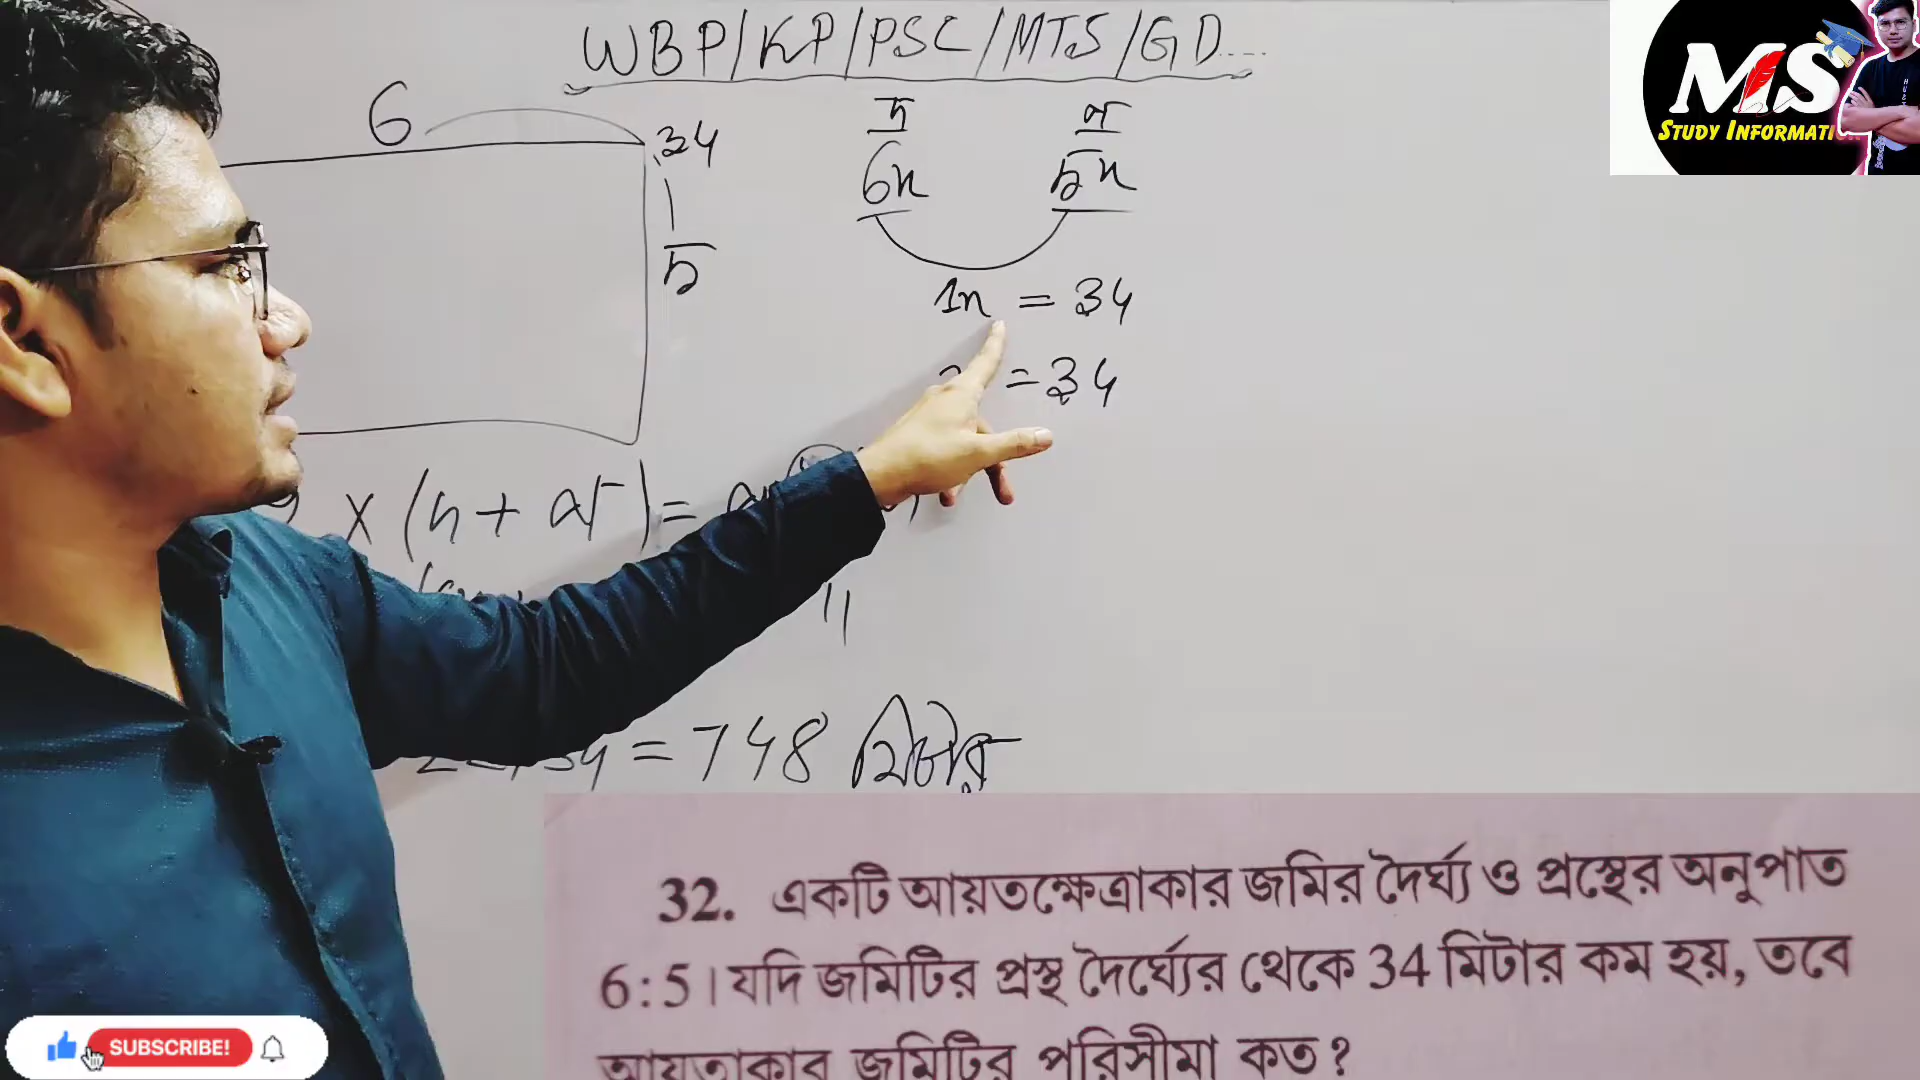 WBP/KP/PSC/MTS/GD....
MS
STUDY INFORMATI
6
34
5
6x
5x
1x = 34
= 34
= 748 মিটার
32. একটি আয়তক্ষেত্রাকার জমির দৈর্ঘ্য ও প্রস্থের অনুপাত
6 : 5 । যদি জমিটির প্রস্থ দৈর্ঘ্যের থেকে 34 মিটার কম হয়, তবে
আয়তাকার জমিটির পরিসীমা কত ?
SUBSCRIBE!